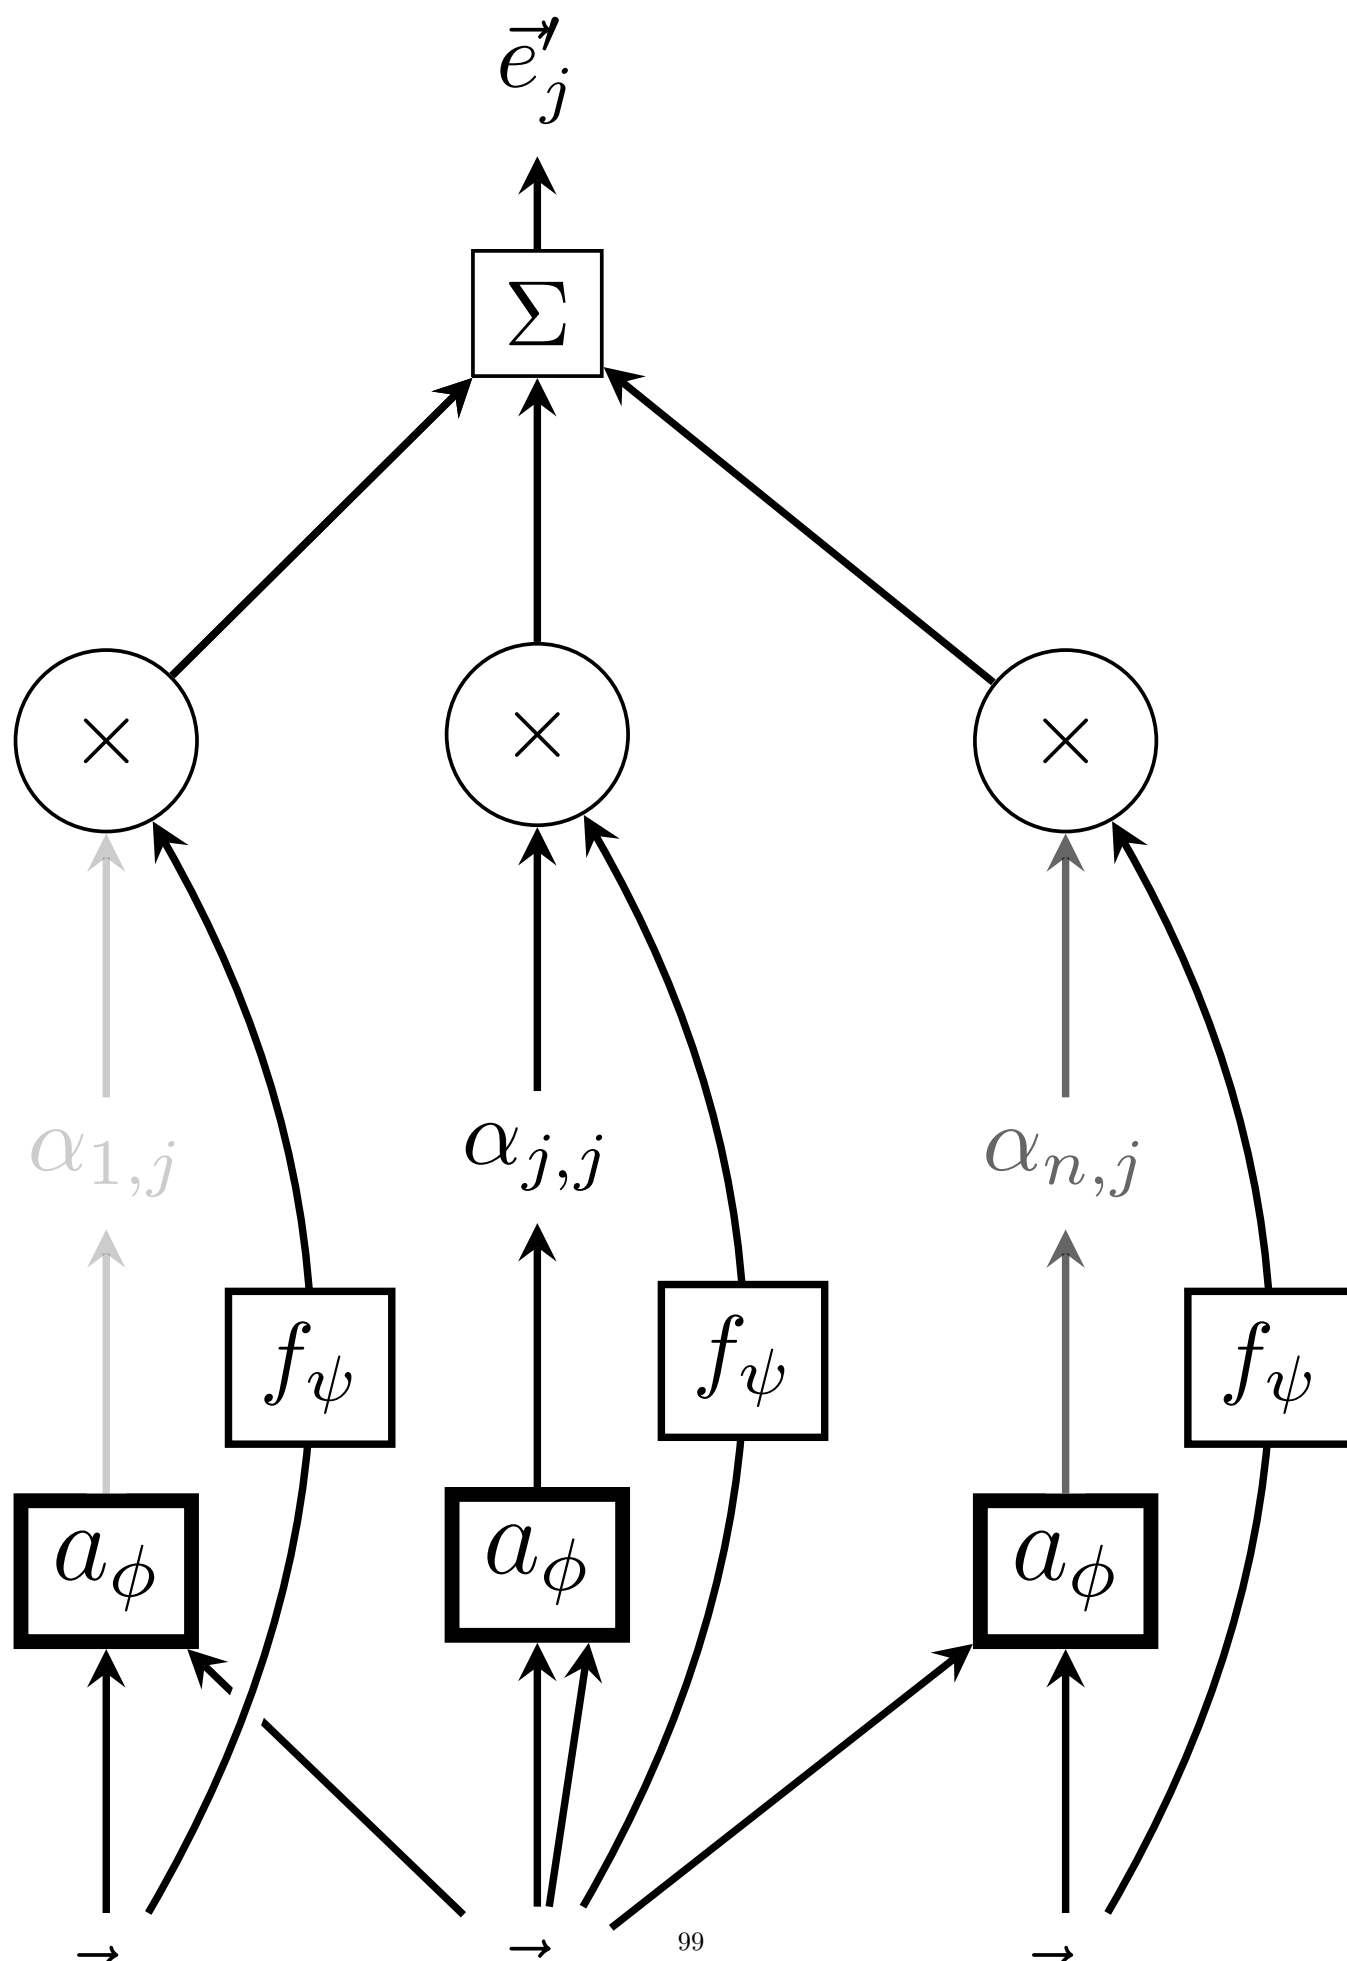 e⃗′_j
Σ
× × ×
α_{1,j} α_{j,j} α_{n,j}
f_ψ f_ψ f_ψ
a_ϕ a_ϕ a_ϕ
99